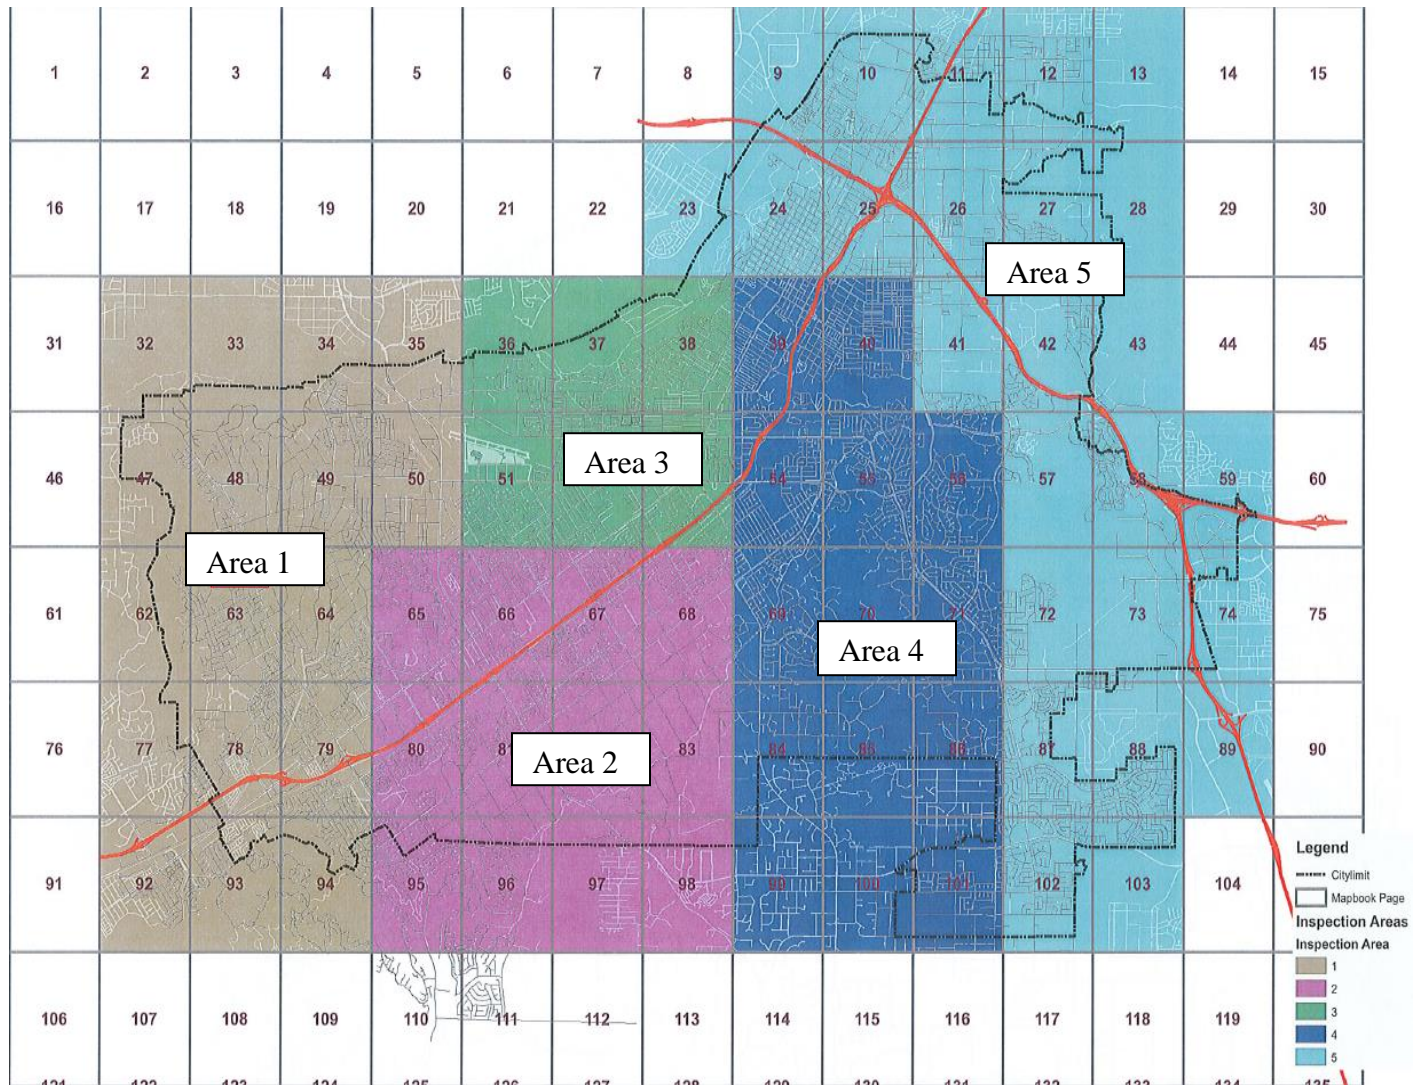 1 2 3 4 5 6 7 8 9 10 11 12 13 14 15
16 17 18 19 20 21 22 23 24 25 26 27 28 29 30
Area 5
31 32 33 34 35 36 37 38 39 40 41 42 43 44 45
Area 3
46 47 48 49 50 51 54 55 56 57 58 59 60
Area 1
61 62 63 64 65 66 67 68 69 70 71 72 73 74 75
Area 4
76 77 78 79 80 83 84 85 86 87 88 89 90
Area 2
91 92 93 94 95 96 97 98 99 100 101 102 103 104
Legend
Citylimit
Mapbook Page
Inspection Areas
Inspection Area
1
2
3
4
5
106 107 108 109 110 111 112 113 114 115 116 117 118 119